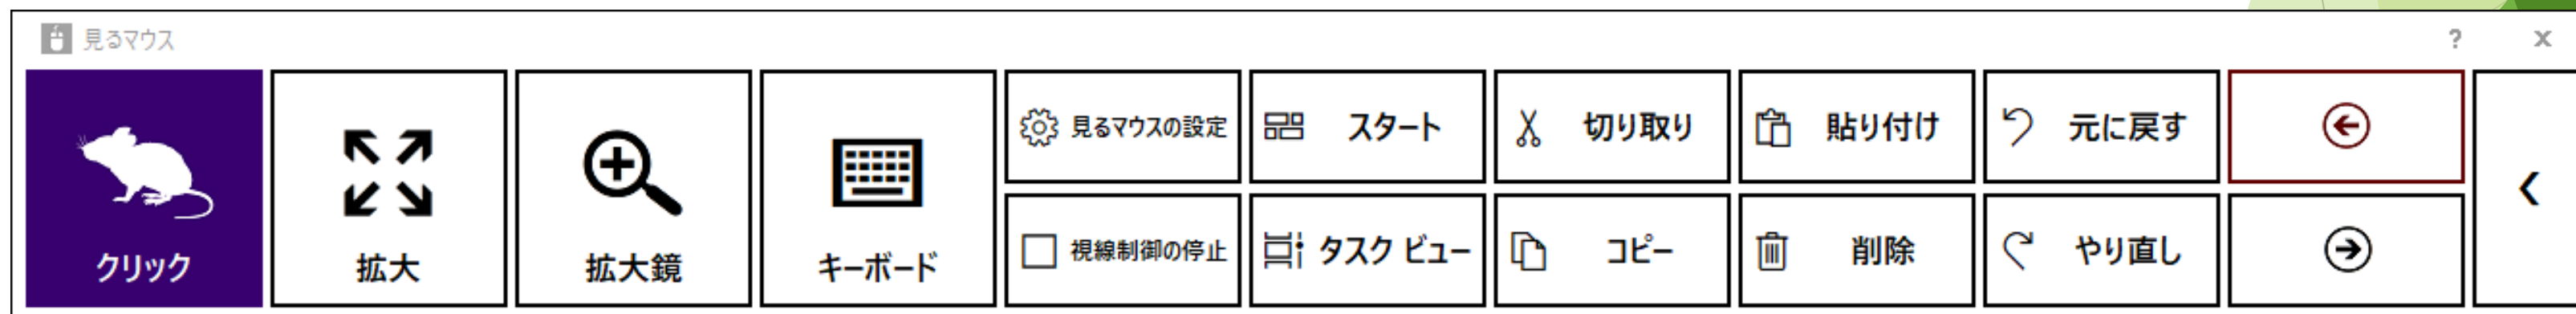 見るマウス
?
クリック
拡大
拡大鏡
キーボード
見るマウスの設定
スタート
切り取り
貼り付け
元に戻す
視線制御の停止
タスク ビュー
コピー
削除
やり直し